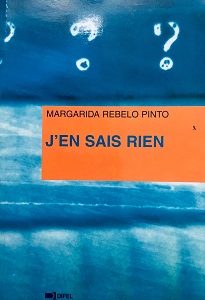 ? ? ?
MARGARIDA REBELO PINTO
J'EN SAIS RIEN
DIFEL